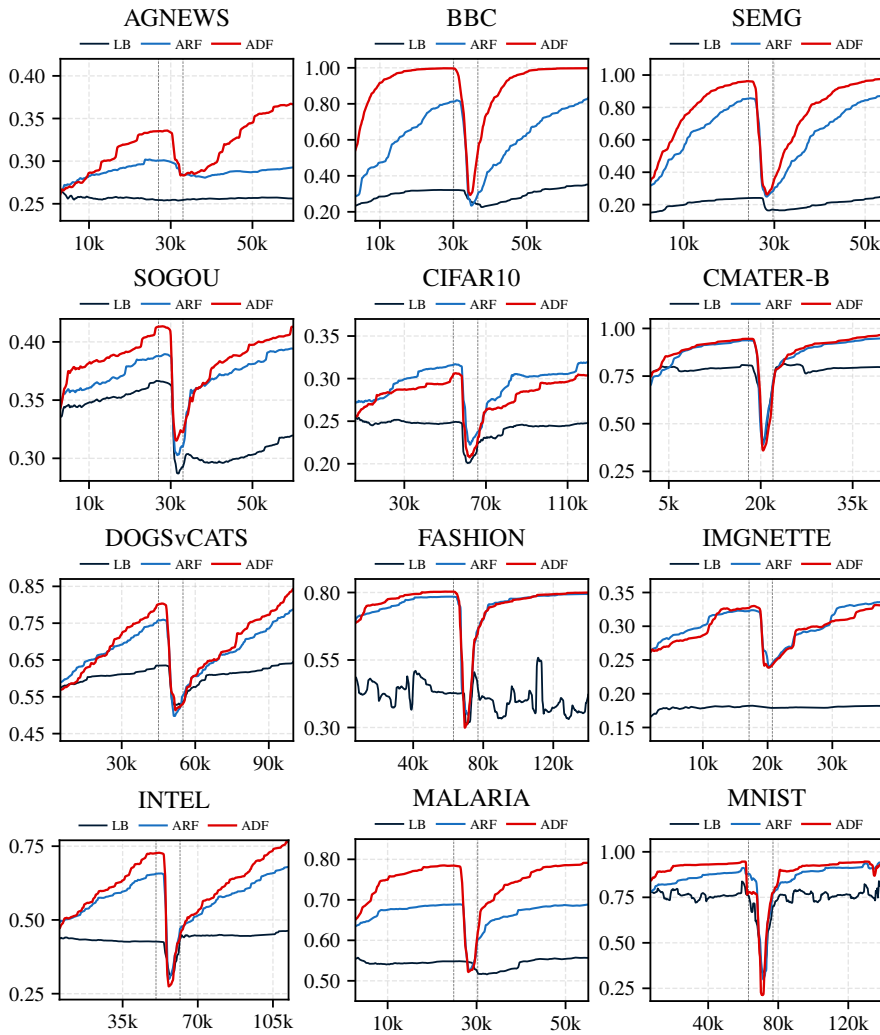 AGNEWS BBC SEMG
LB ARF ADF LB ARF ADF LB ARF ADF
0.40 1.00 1.00
0.35 0.80 0.80
0.30 0.60 0.60
0.25 0.40 0.40
0.20 0.20
10k 30k 50k 10k 30k 50k 10k 30k 50k
SOGOU CIFAR10 CMATER-B
LB ARF ADF LB ARF ADF LB ARF ADF
0.40 0.35 1.00
0.35 0.30 0.75
0.30 0.25 0.50
0.20 0.25
10k 30k 50k 30k 70k 110k 5k 20k 35k
DOGSvCATS FASHION IMGNETTE
LB ARF ADF LB ARF ADF LB ARF ADF
0.85 0.80 0.35
0.75 0.55 0.30
0.65 0.30 0.25
0.55 0.20
0.45 0.15
30k 60k 90k 40k 80k 120k 10k 20k 30k
INTEL MALARIA MNIST
LB ARF ADF LB ARF ADF LB ARF ADF
0.75 0.80 1.00
0.50 0.70 0.75
0.25 0.60 0.50
0.50 0.25
35k 70k 105k 10k 30k 50k 40k 80k 120k